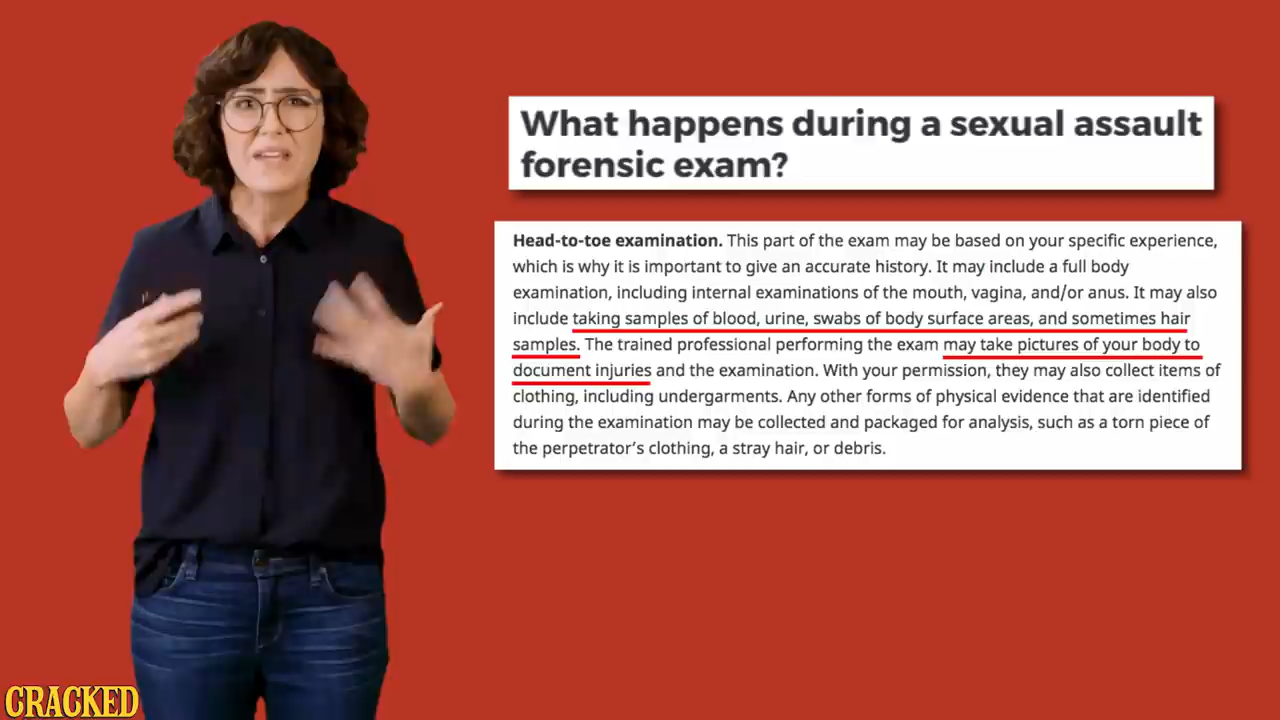 What happens during a sexual assault
forensic exam?
Head-to-toe examination. This part of the exam may be based on your specific experience,
which is why it is important to give an accurate history. It may include a full body
examination, including internal examinations of the mouth, vagina, and/or anus. It may also
include taking samples of blood, urine, swabs of body surface areas, and sometimes hair
samples. The trained professional performing the exam may take pictures of your body to
document injuries and the examination. With your permission, they may also collect items of
clothing, including undergarments. Any other forms of physical evidence that are identified
during the examination may be collected and packaged for analysis, such as a torn piece of
the perpetrator's clothing, a stray hair, or debris.
CRACKED